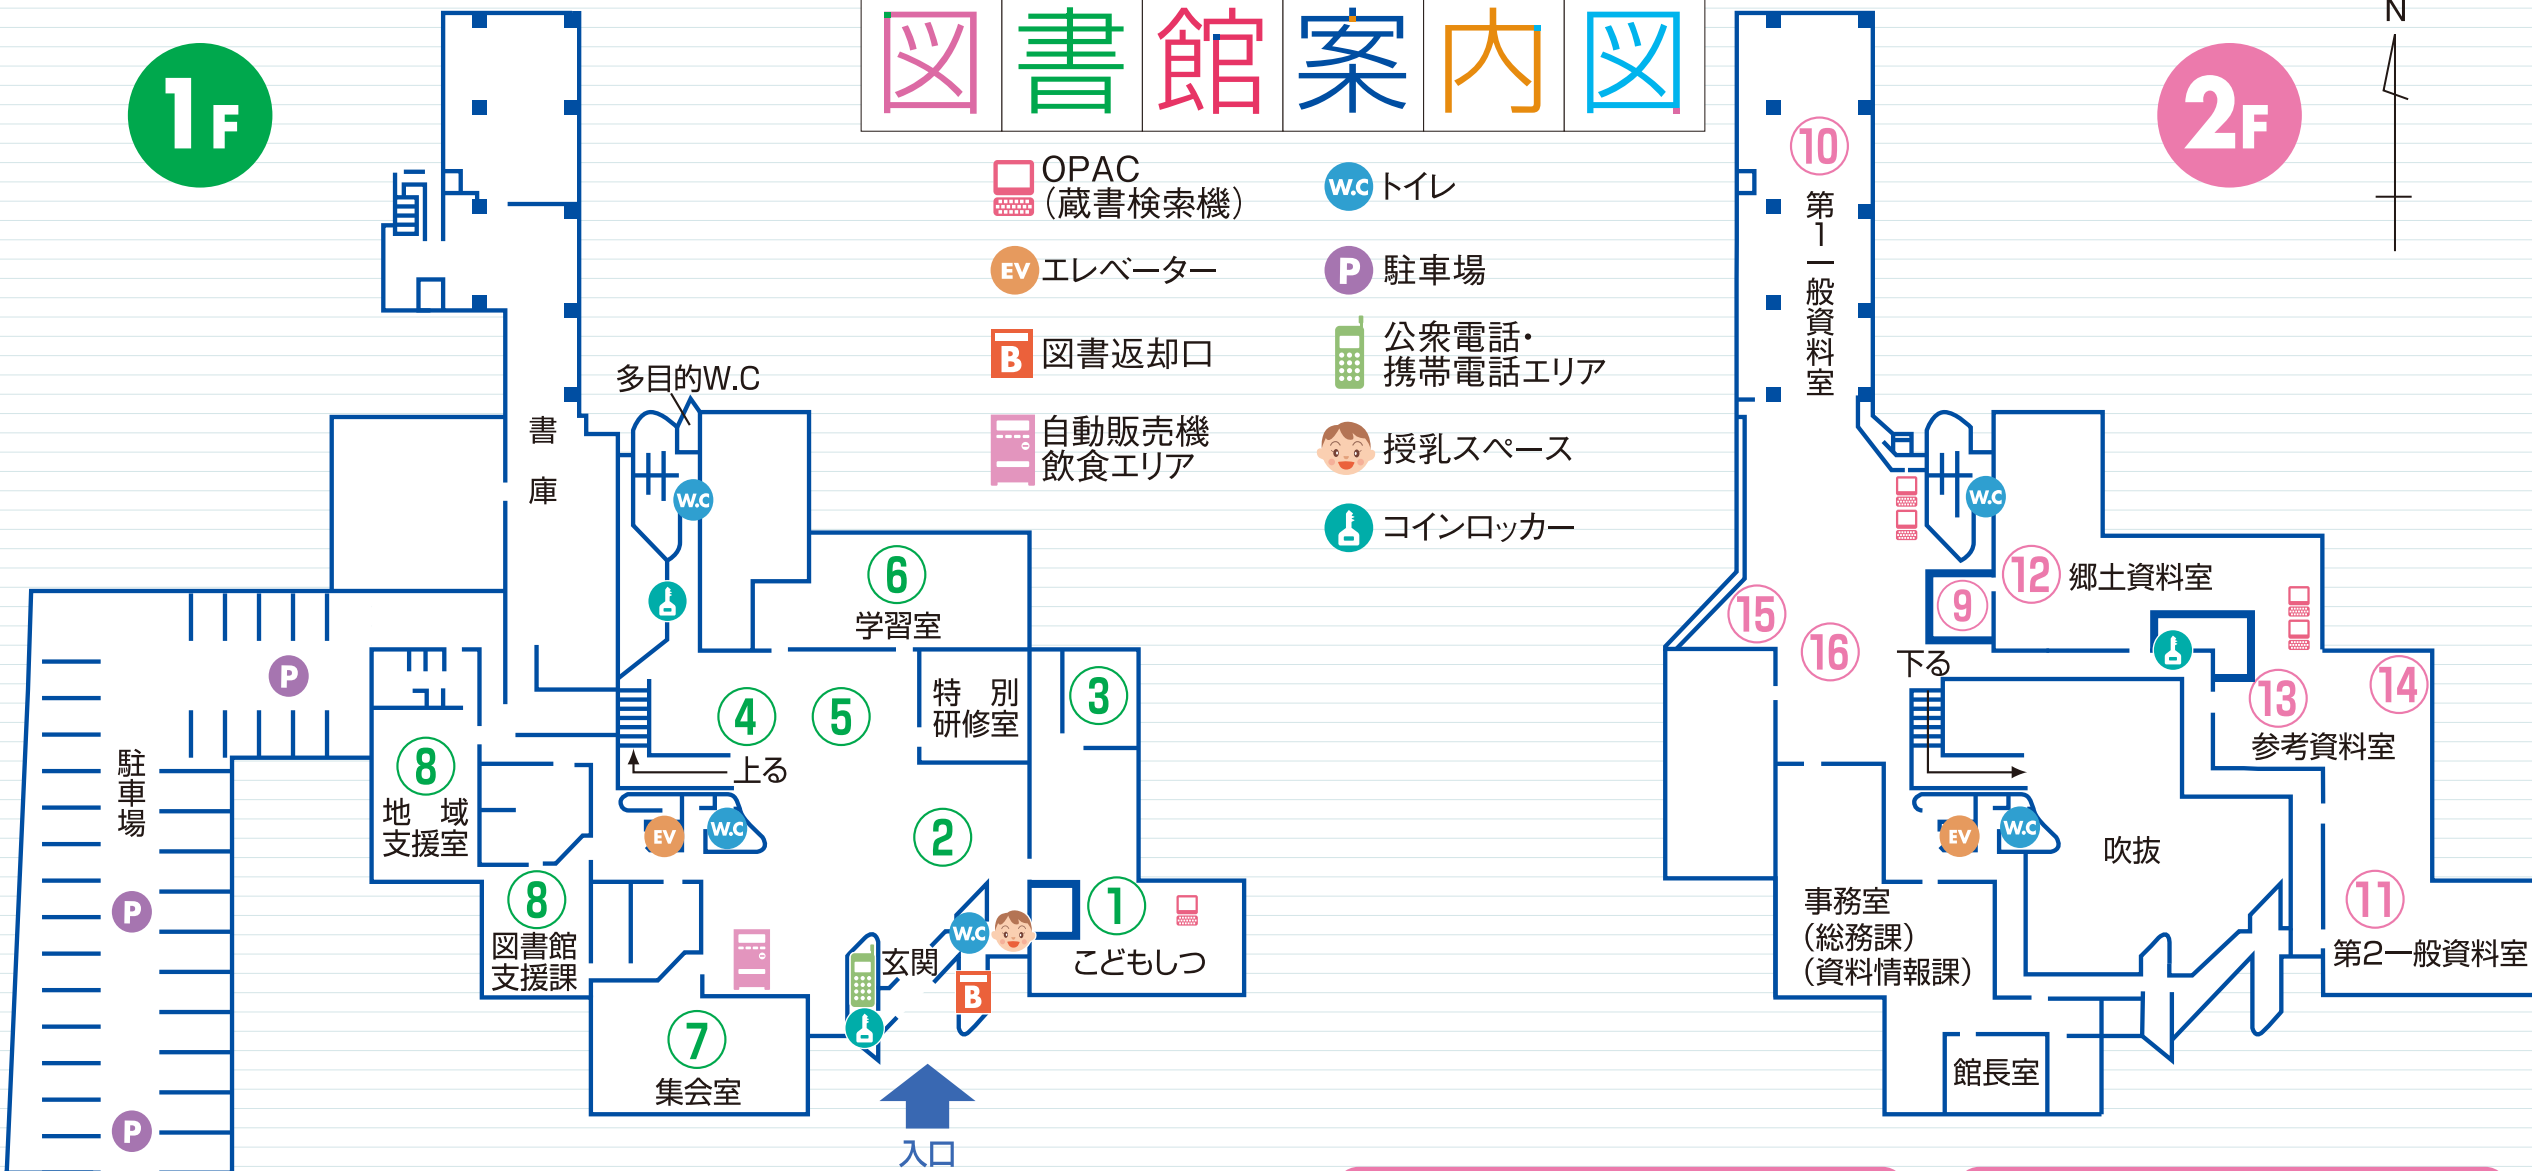 図書館案内図
1F
2F
N
OPAC
（蔵書検索機）
W.C トイレ
EV エレベーター
P 駐車場
B 図書返却口
公衆電話・
携帯電話エリア
自動販売機
飲食エリア
授乳スペース
コインロッカー
多目的W.C
書庫
W.C
6
学習室
P
特別
研修室
3
4
5
上る
駐車場
8
地域
支援室
EV
W.C
2
P
8
図書館
支援課
玄関
W.C
1
こどもしつ
B
7
集会室
P
入口
10
第1一般資料室
W.C
12
郷土資料室
9
15
16
下る
13
参考資料室
14
EV
W.C
吹抜
事務室
（総務課）
（資料情報課）
11
第2一般資料室
館長室